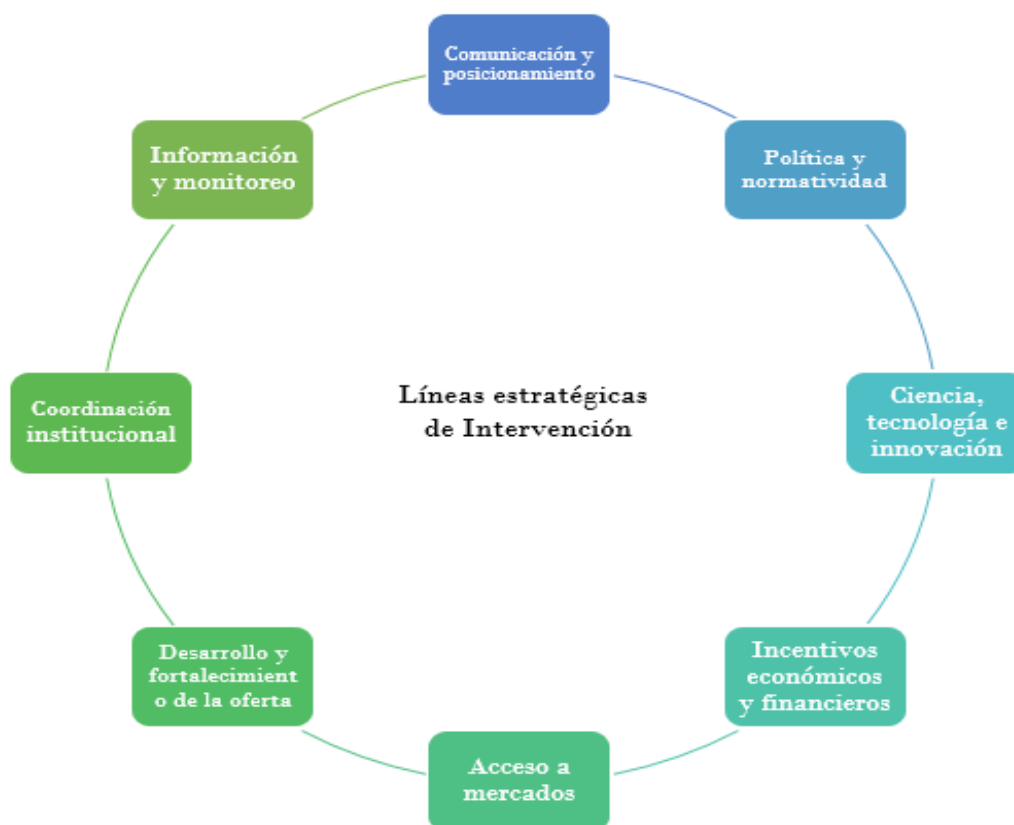 Comunicación y
posicionamiento
Política y
normatividad
Ciencia,
tecnología e
innovación
Incentivos
económicos
y financieros
Acceso a
mercados
Desarrollo y
fortalecimient
o de la oferta
Coordinación
institucional
Información
y monitoreo
Líneas estratégicas
de Intervención